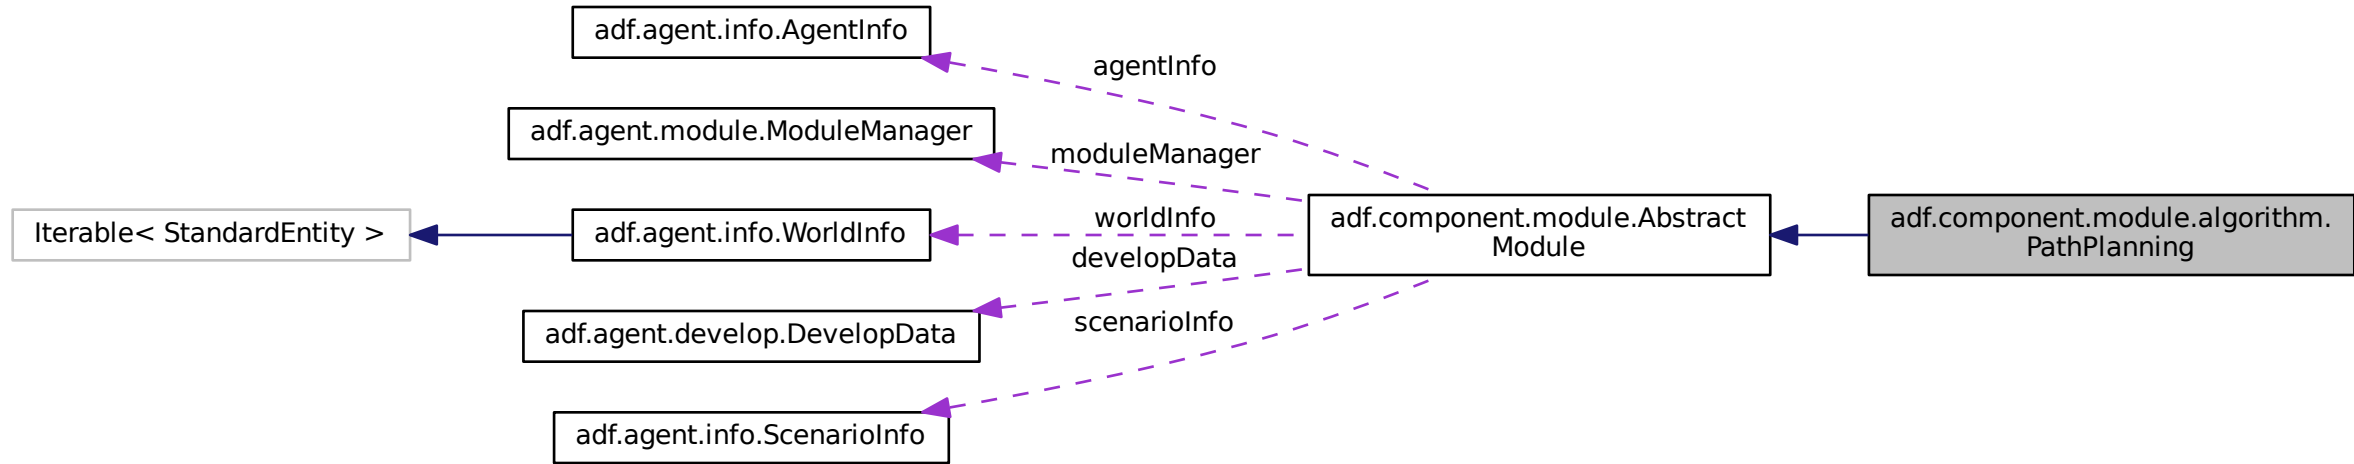 adf.agent.info.AgentInfo
agentInfo
adf.agent.module.ModuleManager
moduleManager
Iterable< StandardEntity >
adf.agent.info.WorldInfo
worldInfo
adf.component.module.Abstract
Module
adf.component.module.algorithm.
PathPlanning
developData
adf.agent.develop.DevelopData
scenarioInfo
adf.agent.info.ScenarioInfo